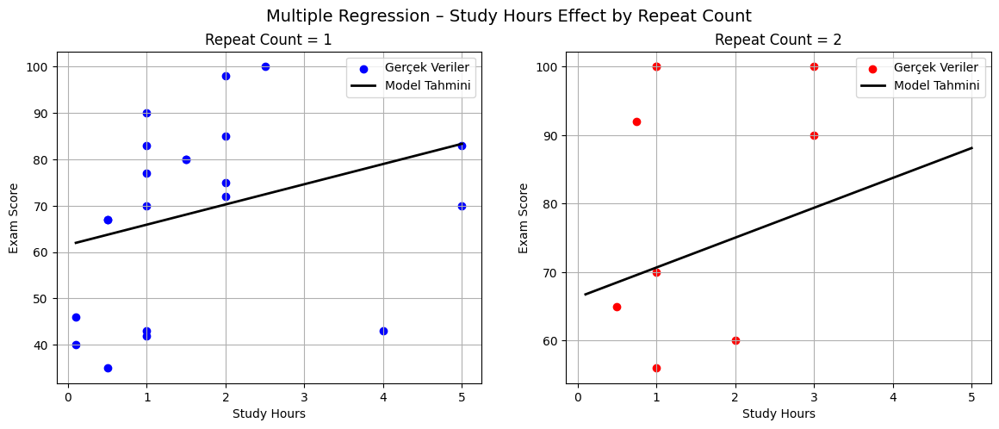 Multiple Regression – Study Hours Effect by Repeat Count
Repeat Count = 1
Gerçek Veriler
Model Tahmini
Exam Score
100
90
80
70
60
50
40
0 1 2 3 4 5
Study Hours
Repeat Count = 2
Gerçek Veriler
Model Tahmini
Exam Score
100
90
80
70
60
0 1 2 3 4 5
Study Hours